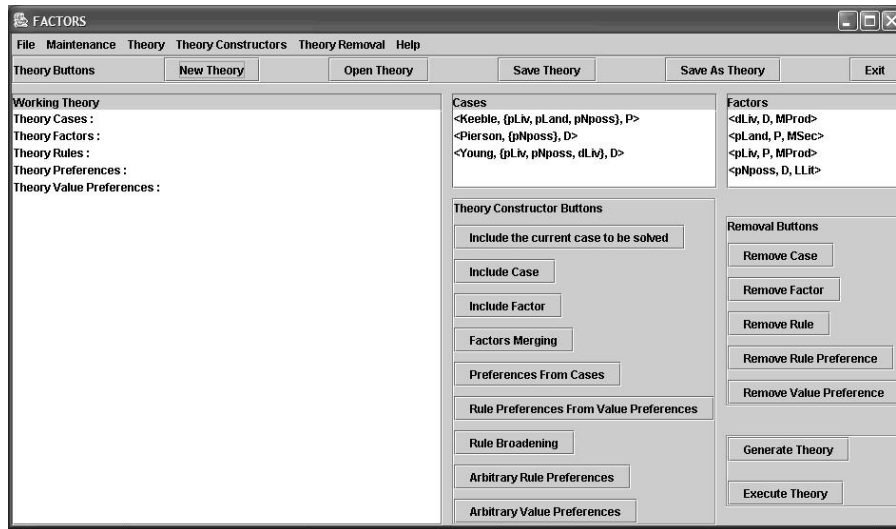 FACTORS
File Maintenance Theory Theory Constructors Theory Removal Help
Theory Buttons New Theory Open Theory Save Theory Save As Theory Exit
Working Theory
Theory Cases :
Theory Factors :
Theory Rules :
Theory Preferences :
Theory Value Preferences :
Cases
<Keeble, {pLiv, pLand, pNposs}, P>
<Pierson, {pNposs}, D>
<Young, {pLiv, pNposs, dLiv}, D>
Factors
<dLiv, D, MProd>
<pLand, P, MSec>
<pLiv, P, MProd>
<pNposs, D, LLit>
Theory Constructor Buttons
Include the current case to be solved
Include Case
Include Factor
Factors Merging
Preferences From Cases
Rule Preferences From Value Preferences
Rule Broadening
Arbitrary Rule Preferences
Arbitrary Value Preferences
Removal Buttons
Remove Case
Remove Factor
Remove Rule
Remove Rule Preference
Remove Value Preference
Generate Theory
Execute Theory